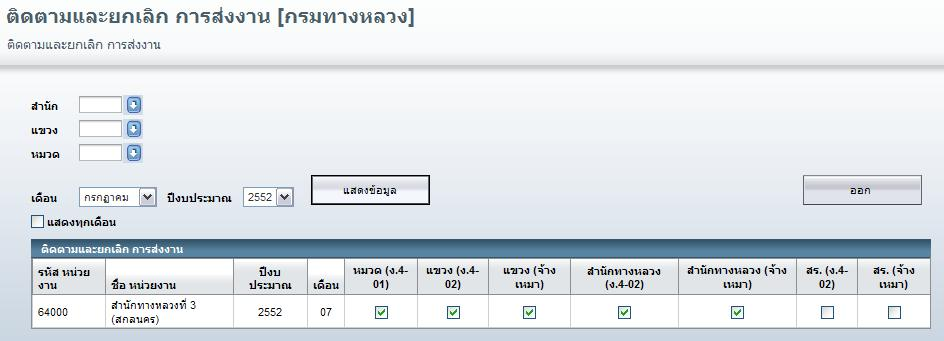 ติดตามและยกเลิก การส่งงาน [กรมทางหลวง]
ติดตามและยกเลิก การส่งงาน
สำนัก
แขวง
หมวด
เดือน กรกฎาคม ปีงบประมาณ 2552 แสดงข้อมูล ออก
แสดงทุกเดือน
ติดตามและยกเลิก การส่งงาน
รหัส หน่วย
งาน
ชื่อ หน่วยงาน
ปีงบ
ประมาณ
เดือน
หมวด (ง.4-
01)
แขวง (ง.4-
02)
แขวง (จ้าง
เหมา)
สำนักทางหลวง
(ง.4-02)
สำนักทางหลวง (จ้าง
เหมา)
สร. (ง.4-
02)
สร. (จ้าง
เหมา)
64000
สำนักทางหลวงที่ 3
(สกลนคร)
2552
07